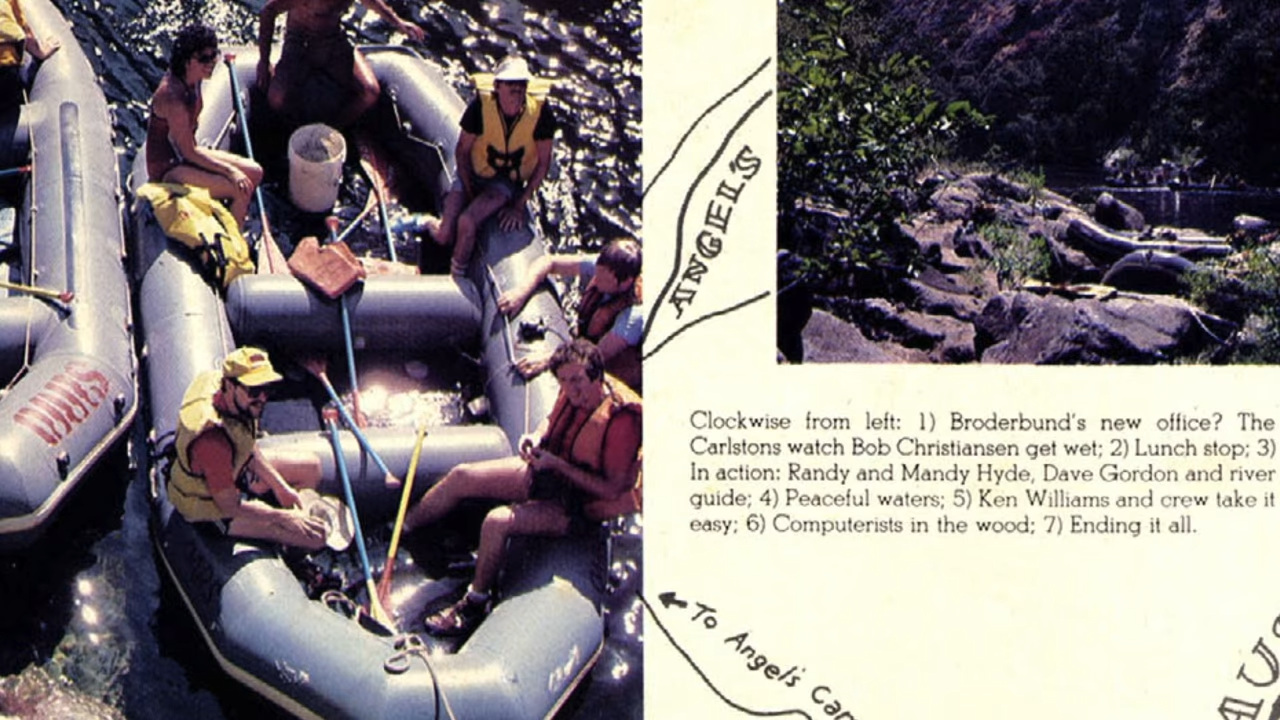 ANGEL'S
Clockwise from left: 1) Broderbund's new office? The
Carlstons watch Bob Christiansen get wet; 2) Lunch stop; 3)
In action: Randy and Mandy Hyde, Dave Gordon and river
guide; 4) Peaceful waters; 5) Ken Williams and crew take it
easy; 6) Computerists in the wood; 7) Ending it all.
To Angel's